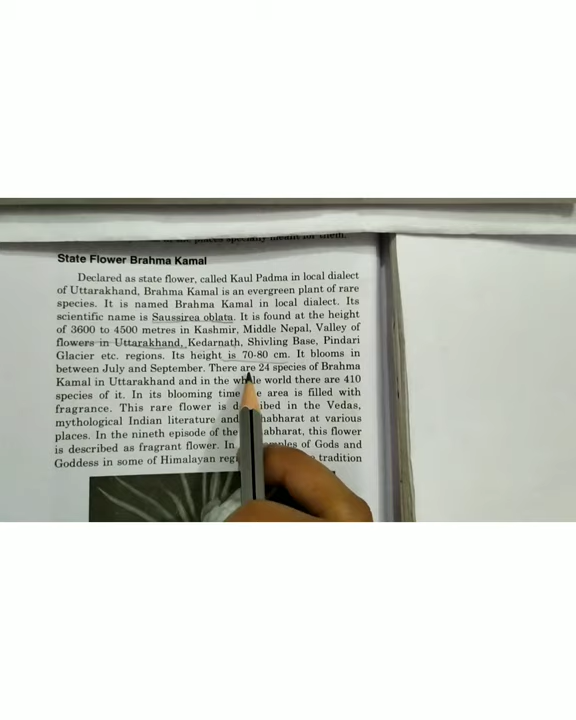 the places specially meant for them.
State Flower Brahma Kamal
Declared as state flower, called Kaul Padma in local dialect
of Uttarakhand, Brahma Kamal is an evergreen plant of rare
species. It is named Brahma Kamal in local dialect. Its
scientific name is Saussirea oblata. It is found at the height
of 3600 to 4500 metres in Kashmir, Middle Nepal, Valley of
flowers in Uttarakhand, Kedarnath, Shivling Base, Pindari
Glacier etc. regions. Its height is 70-80 cm. It blooms in
between July and September. There are 24 species of Brahma
Kamal in Uttarakhand and in the whole world there are 410
species of it. In its blooming time area is filled with
fragrance. This rare flower is described in the Vedas,
mythological Indian literature and at various
places. In the nineth episode of the this flower
is described as fragrant flower. In of Gods and
Goddess in some of Himalayan tradition